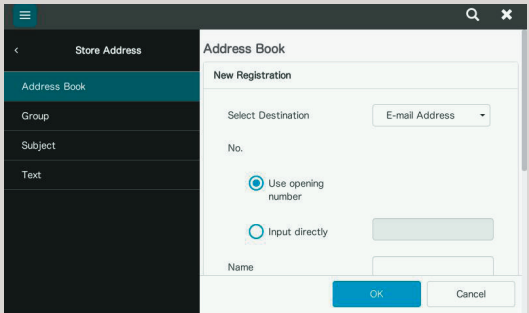 Store Address
Address Book
Group
Subject
Text
Address Book
New Registration
Select Destination
E-mail Address
No.
Use opening
number
Input directly
Name
OK
Cancel